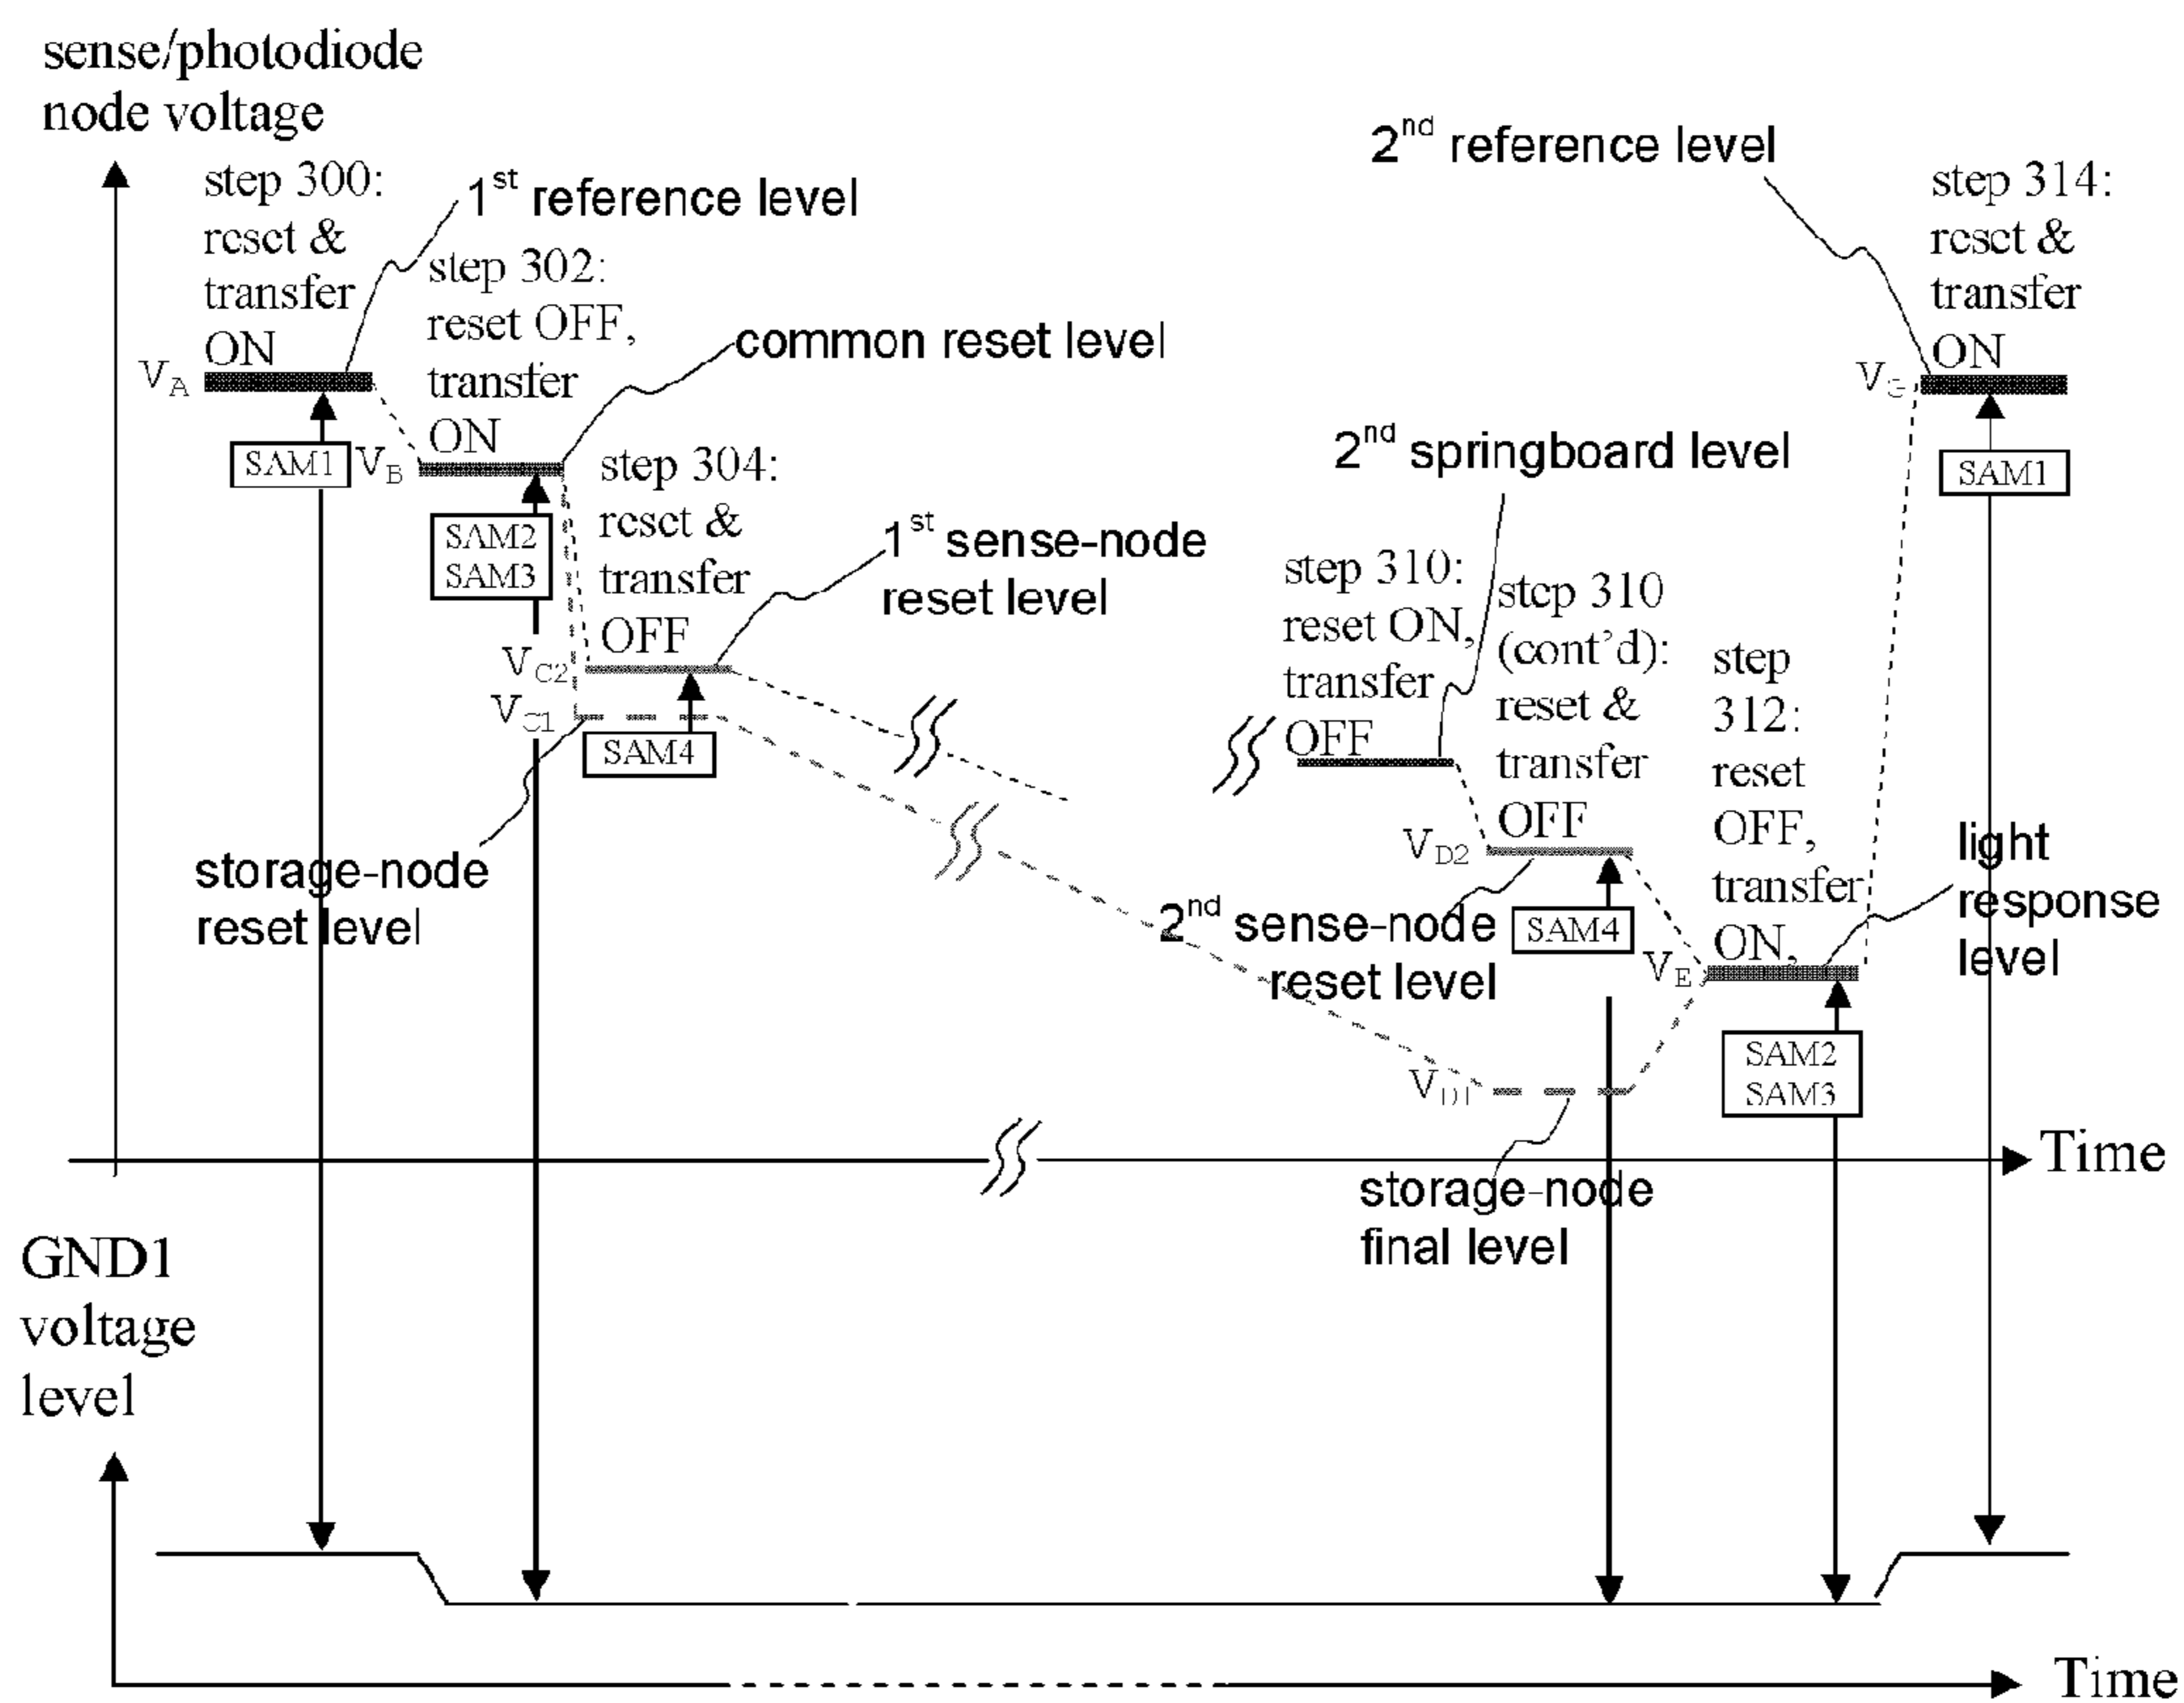 sense/photodiode
node voltage
step 300:
reset &
transfer
ON
1st reference level
step 302:
reset OFF,
transfer
ON
common reset level
VA
SAM1
VB
SAM2
SAM3
step 304:
reset &
transfer
OFF
1st sense-node
reset level
VC2
VC1
SAM4
storage-node
reset level
2nd reference level
step 314:
reset &
transfer
ON
SAM1
2nd springboard level
step 310:
reset ON,
transfer
OFF
step 310
(cont'd):
reset &
transfer
OFF
VD2
2nd sense-node
reset level
SAM4
step
312:
reset
OFF,
transfer
ON,
VE
light
response
level
SAM2
SAM3
VD1
storage-node
final level
Time
GND1
voltage
level
Time